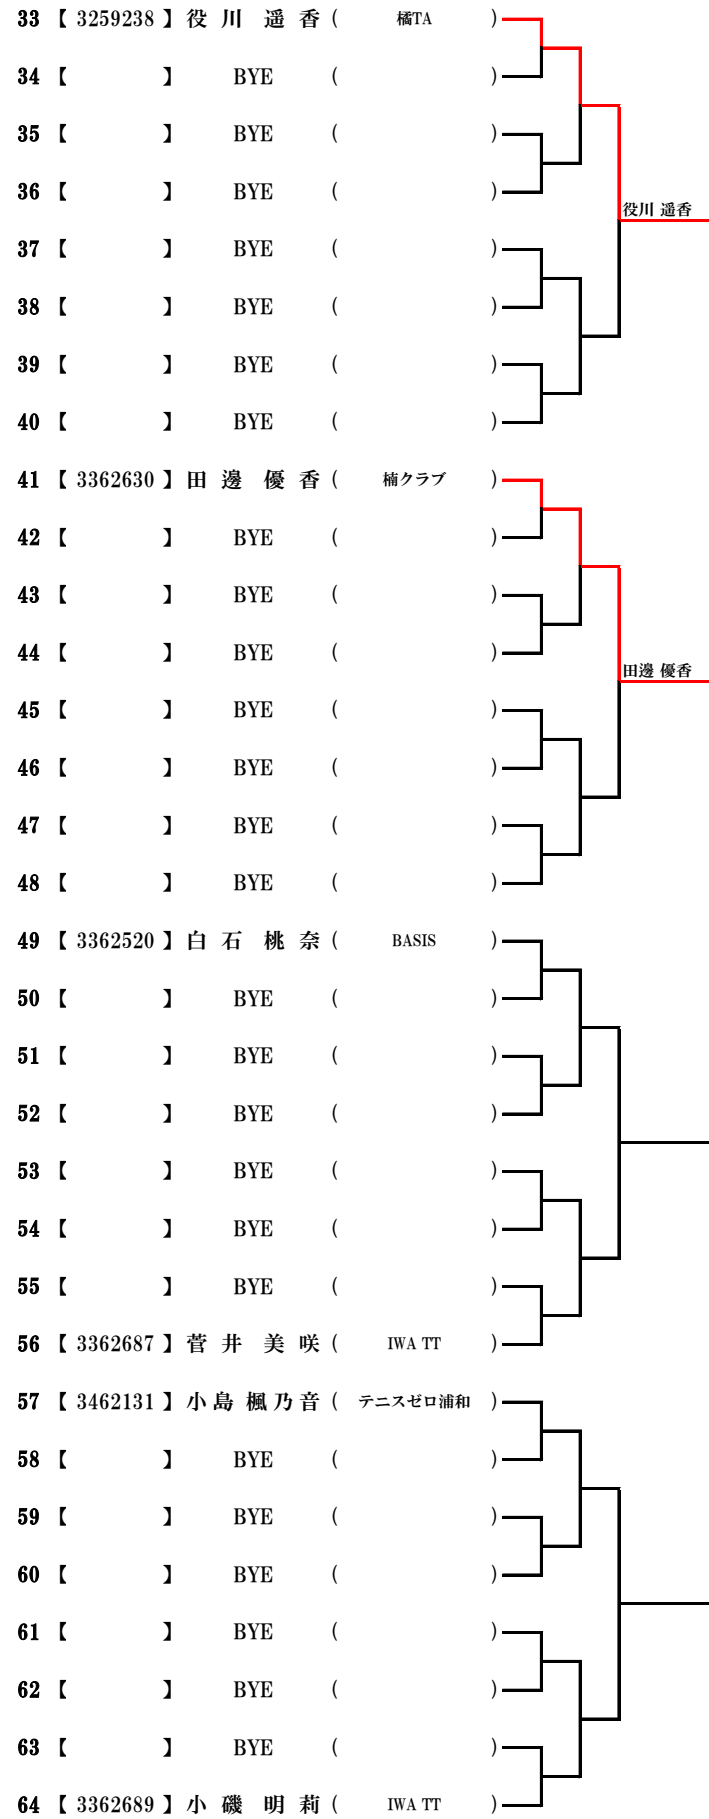 33 【 3259238 】 役川 遥香 ( 橘TA )
34 【 】 BYE ( )
35 【 】 BYE ( )
36 【 】 BYE ( )
役川 遥香
37 【 】 BYE ( )
38 【 】 BYE ( )
39 【 】 BYE ( )
40 【 】 BYE ( )
41 【 3362630 】 田邊 優香 ( 楠クラブ )
42 【 】 BYE ( )
43 【 】 BYE ( )
44 【 】 BYE ( )
田邊 優香
45 【 】 BYE ( )
46 【 】 BYE ( )
47 【 】 BYE ( )
48 【 】 BYE ( )
49 【 3362520 】 白石 桃奈 ( BASIS )
50 【 】 BYE ( )
51 【 】 BYE ( )
52 【 】 BYE ( )
53 【 】 BYE ( )
54 【 】 BYE ( )
55 【 】 BYE ( )
56 【 3362687 】 菅井 美咲 ( IWA TT )
57 【 3462131 】 小島 楓乃音 ( テニスゼロ浦和 )
58 【 】 BYE ( )
59 【 】 BYE ( )
60 【 】 BYE ( )
61 【 】 BYE ( )
62 【 】 BYE ( )
63 【 】 BYE ( )
64 【 3362689 】 小磯 明莉 ( IWA TT )